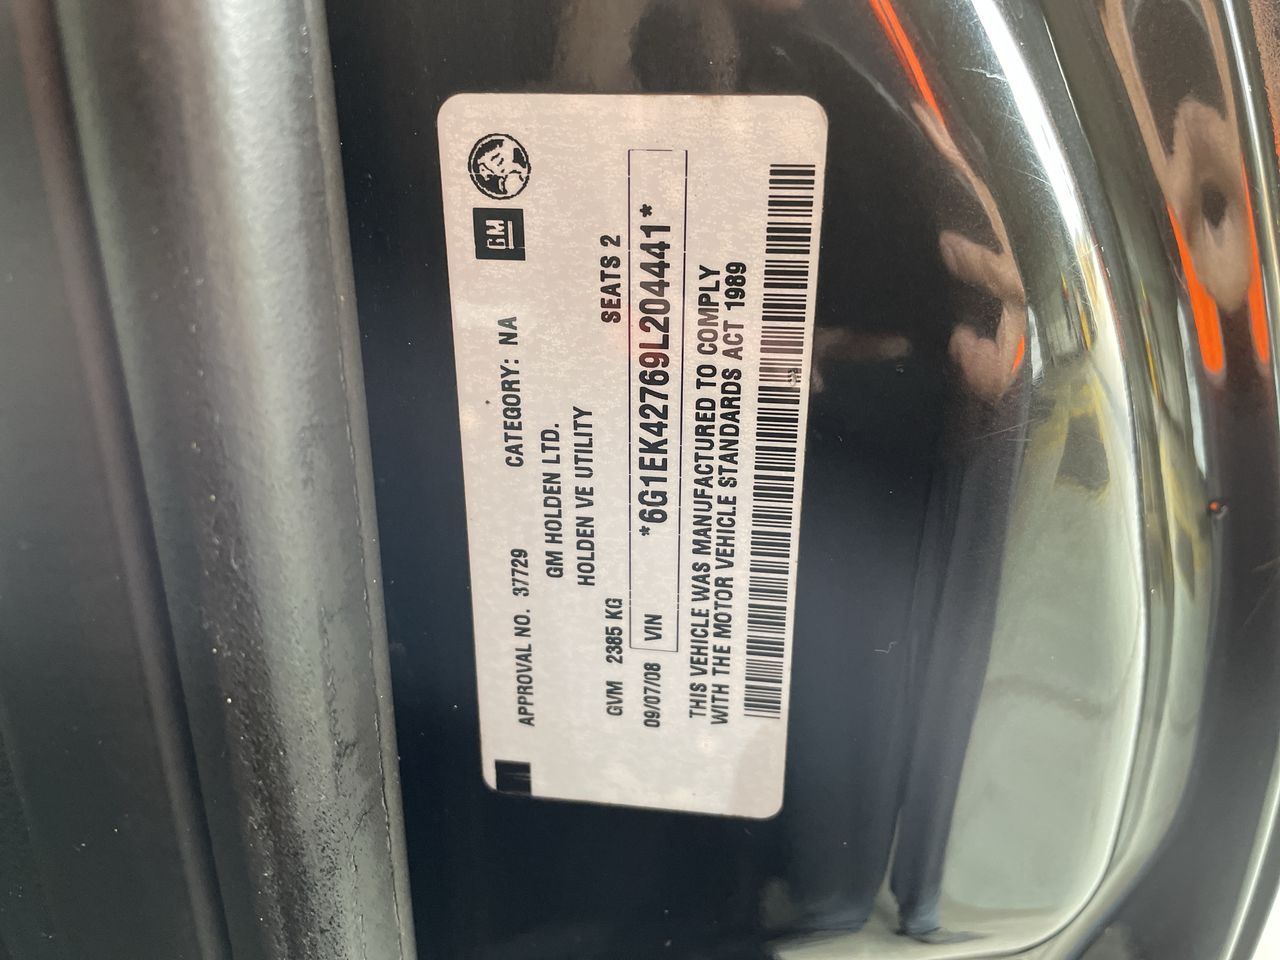 GM
APPROVAL NO. 37729 CATEGORY: NA
GM HOLDEN LTD.
HOLDEN VE UTILITY
GVM 2385 KG SEATS 2
09/07/08 VIN *6G1EK42769L204441*
THIS VEHICLE WAS MANUFACTURED TO COMPLY
WITH THE MOTOR VEHICLE STANDARDS ACT 1989